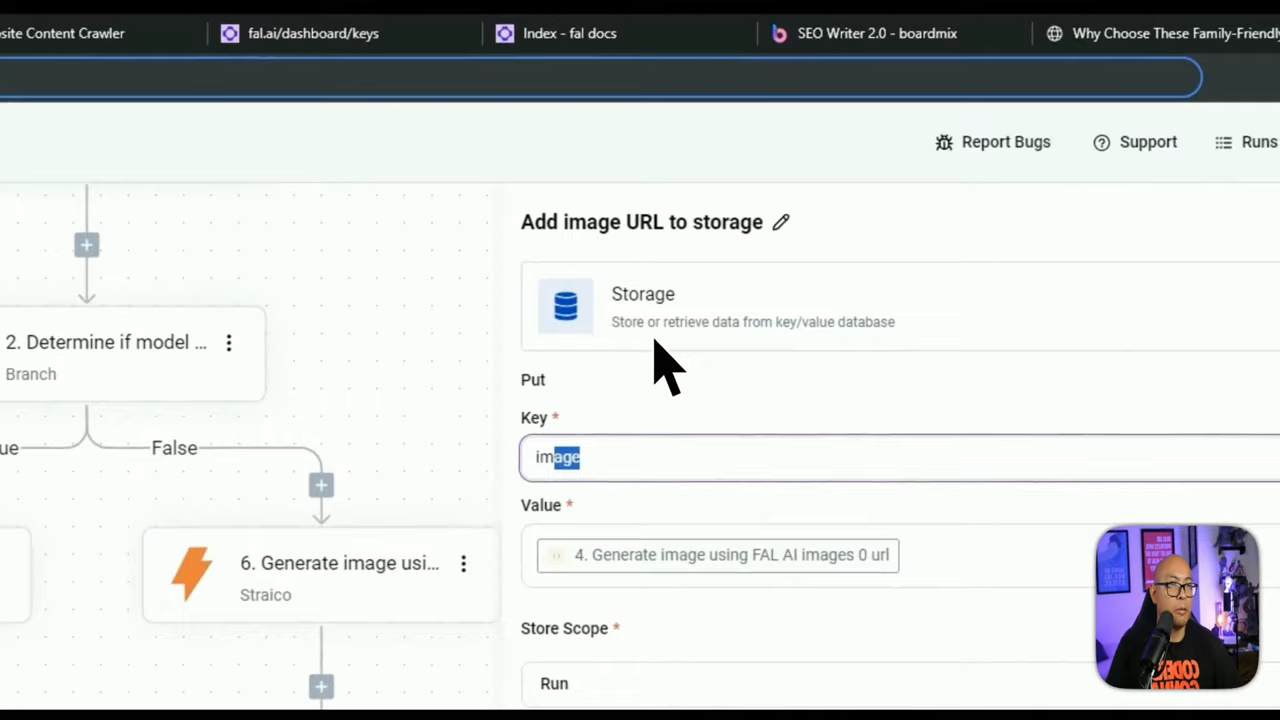 site Content Crawler
fal.ai/dashboard/keys
Index - fal docs
SEO Writer 2.0 - boardmix
Why Choose These Family-Friendly
Report Bugs
Support
Runs
Add image URL to storage
Storage
Store or retrieve data from key/value database
2. Determine if model ...
Branch
Put
Key *
ue
False
image
Value *
4. Generate image using FAL AI images 0 url
6. Generate image usi...
Straico
Store Scope *
Run